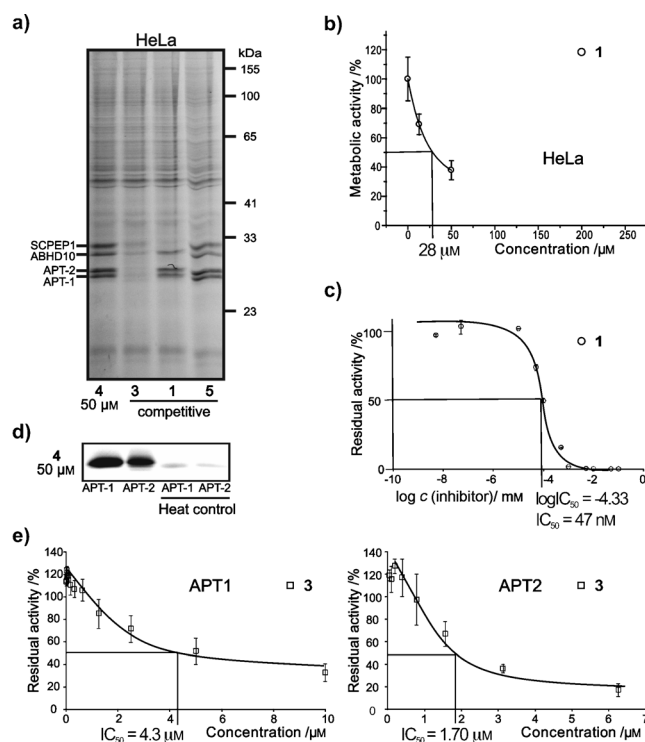 a)
HeLa
kDa
155
100
65
41
33
23
SCPEP1
ABHD10
APT-2
APT-1
4 3 1 5
50 µM competitive
b)
Metabolic activity /%
120
100
80
60
40
20
0
1
HeLa
0 50 100 150 200 250
28 µM
Concentration /µM
c)
Residual activity /%
100
50
0
1
-10 -8 -6 -4 -2 0
log c (inhibitor)/ mM
logIC50 = -4.33
IC50 = 47 nM
d)
4
50 µM
APT-1 APT-2 APT-1 APT-2
Heat control
e)
Residual activity /%
140
120
100
80
60
40
20
0
APT1
3
0 2 4 6 8 10
Concentration /µM
IC50 = 4.3 µM
Residual activity /%
140
120
100
80
60
40
20
0
APT2
3
0 1 2 3 4 5 6 7
Concentration /µM
IC50 = 1.70 µM